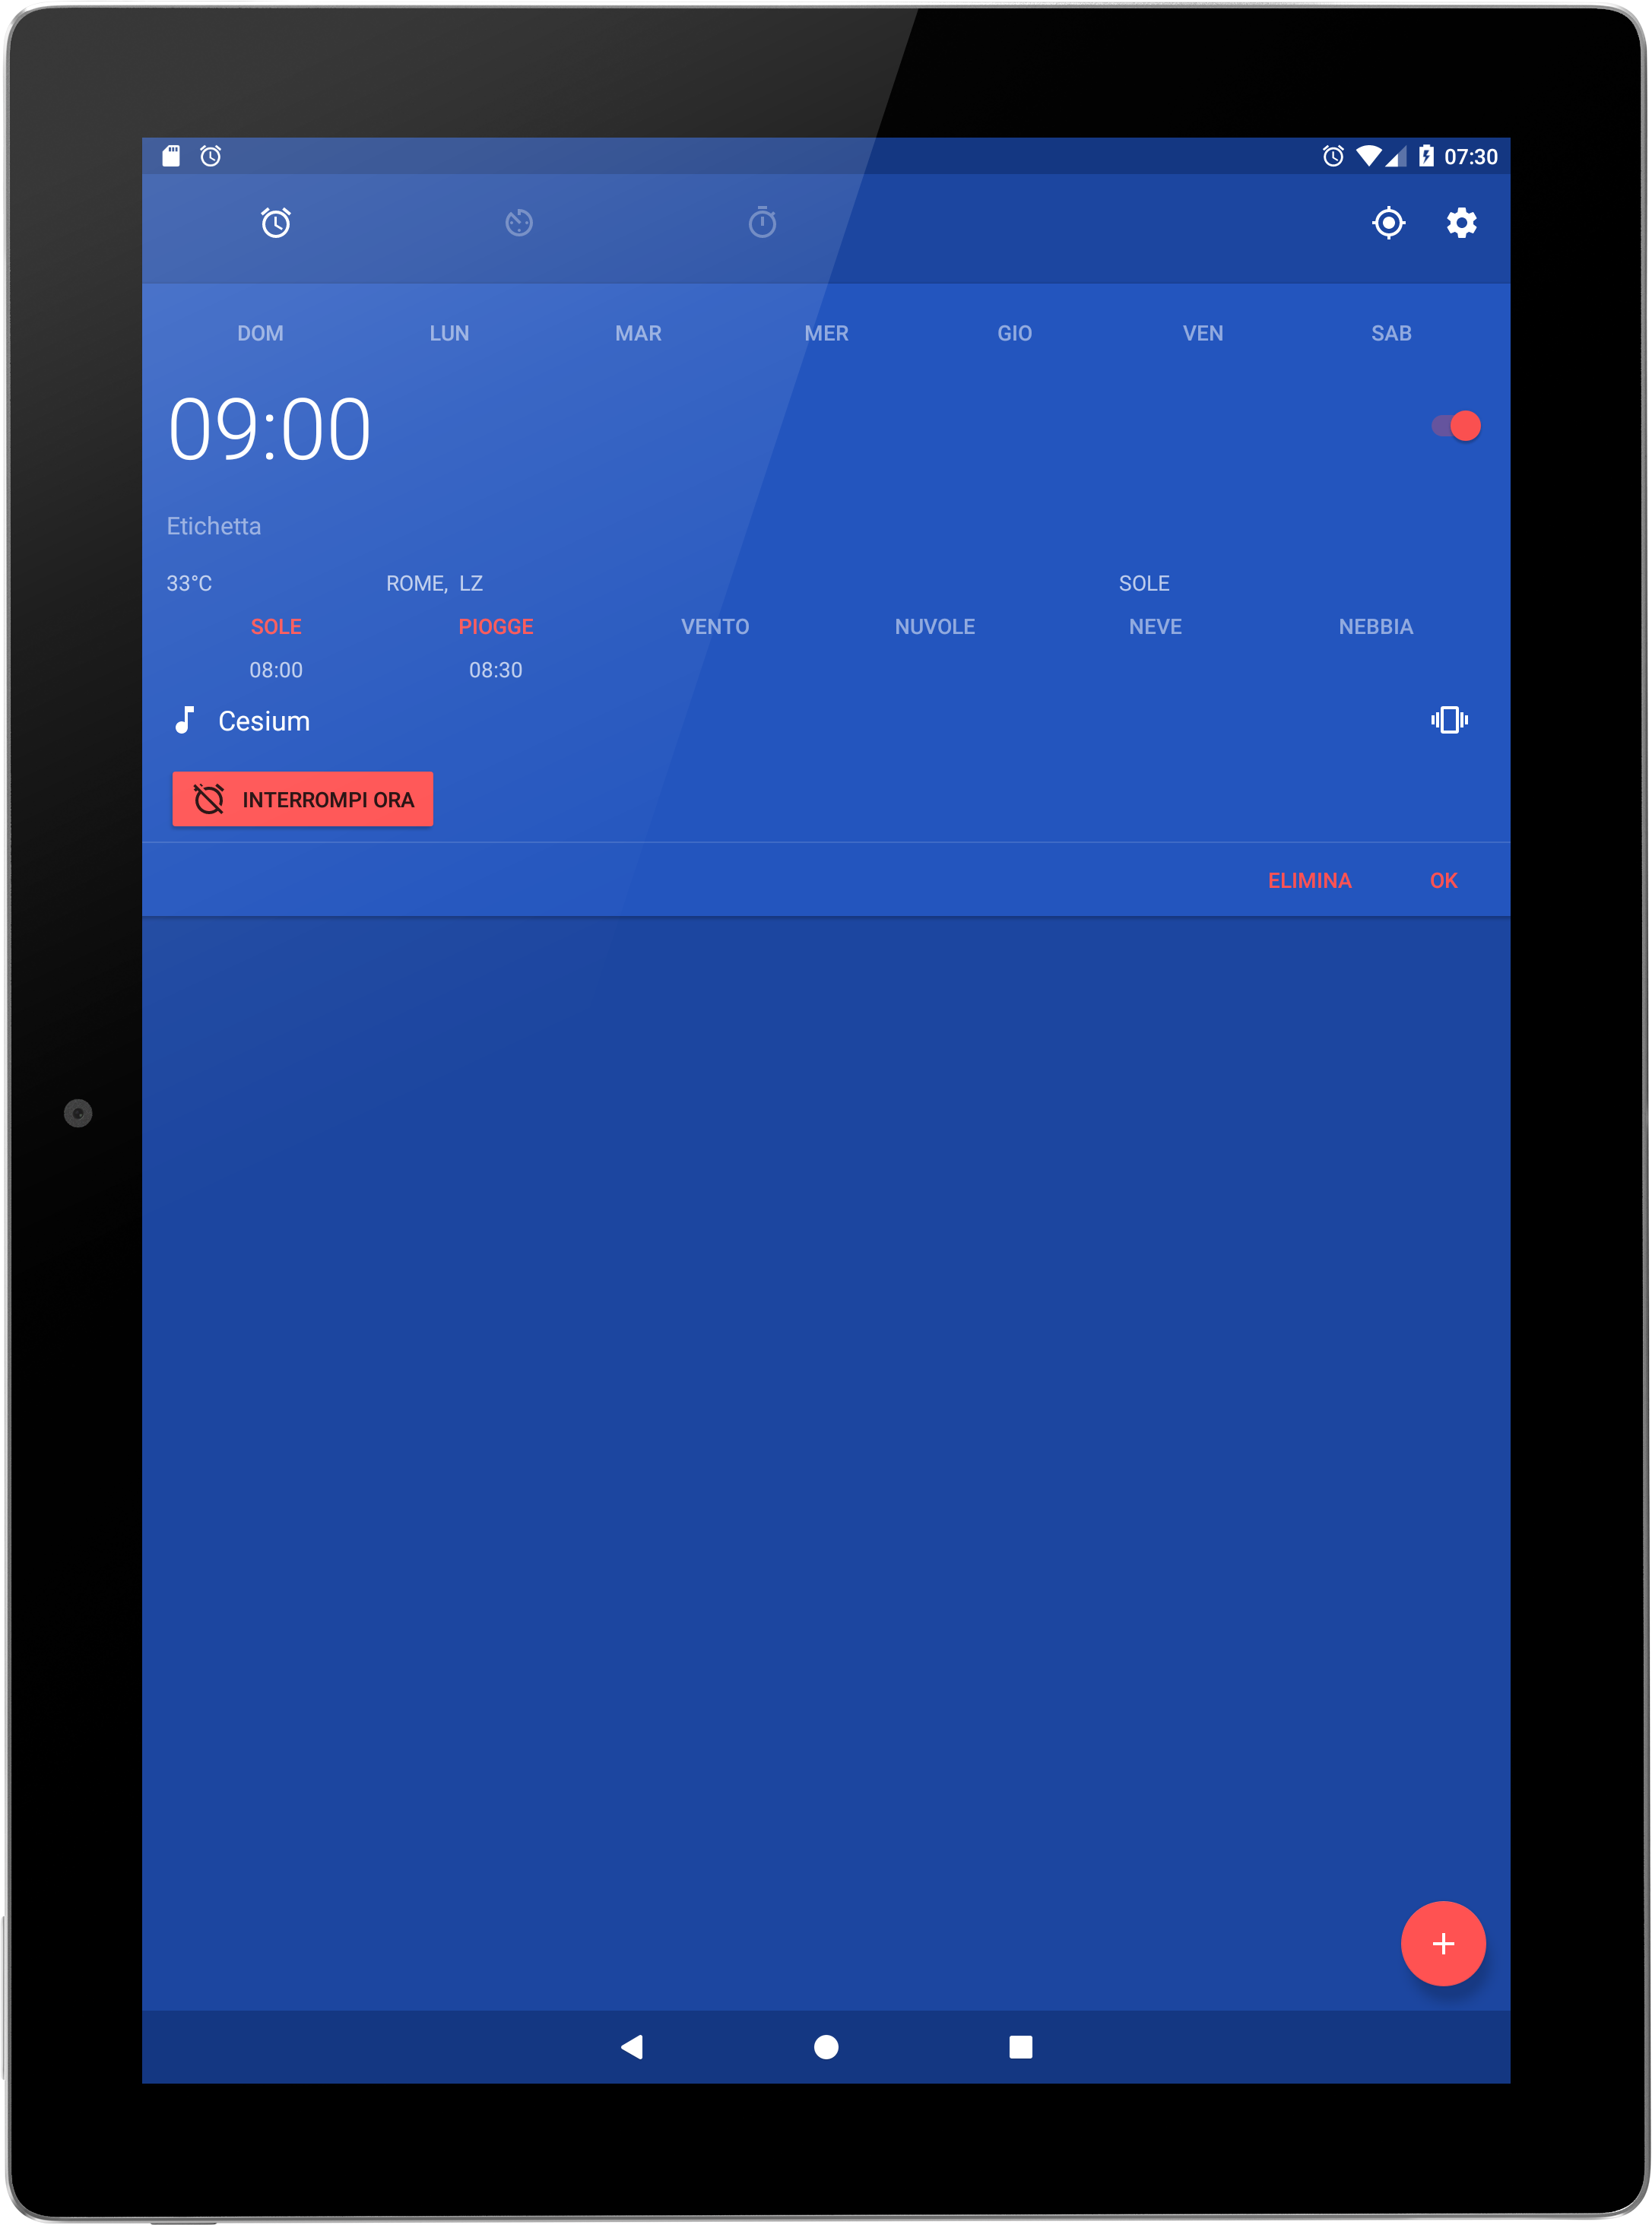 07:30
DOM LUN MAR MER GIO VEN SAB
09:00
Etichetta
33°C ROME, LZ SOLE
SOLE PIOGGE VENTO NUVOLE NEVE NEBBIA
08:00 08:30
Cesium
INTERROMPI ORA
ELIMINA OK